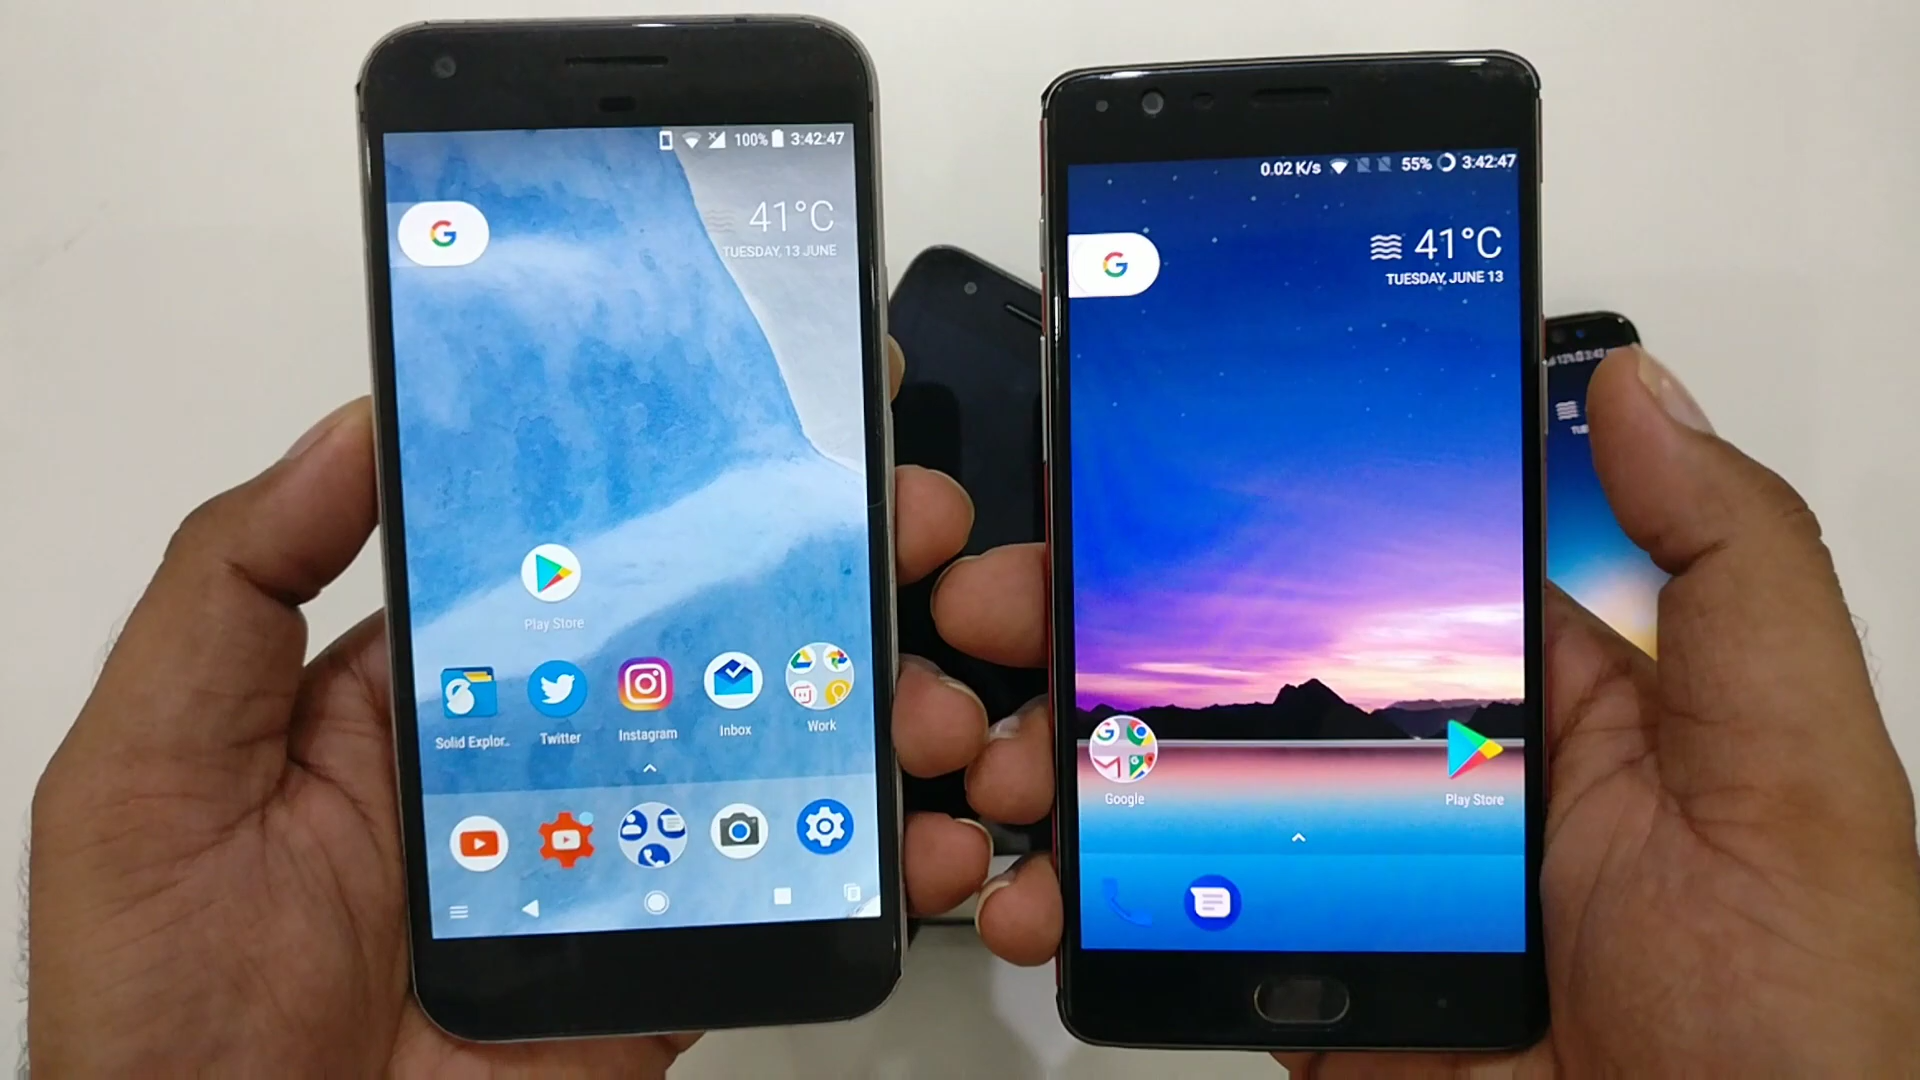 100% 3:42:47
41°C
TUESDAY, 13 JUNE
Play Store
Solid Explor..
Twitter
Instagram
Inbox
Work
0.02 K/s 55% 3:42:47
41°C
TUESDAY, JUNE 13
Google
Play Store